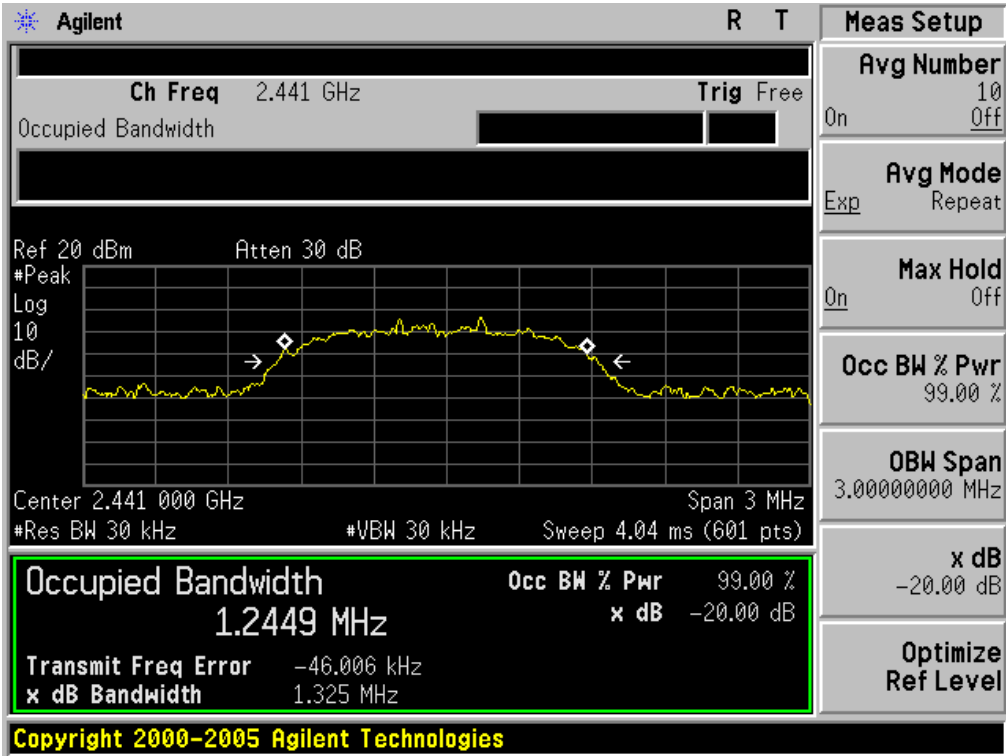 Agilent R T
Meas Setup
Ch Freq 2.441 GHz Trig Free
Occupied Bandwidth
Avg Number
10
On Off
Avg Mode
Exp Repeat
Max Hold
On Off
Occ BW % Pwr
99.00 %
OBW Span
3.00000000 MHz
x dB
-20.00 dB
Optimize
Ref Level
Ref 20 dBm Atten 30 dB
#Peak
Log
10
dB/
Center 2.441 000 GHz Span 3 MHz
#Res BW 30 kHz #VBW 30 kHz Sweep 4.04 ms (601 pts)
Occupied Bandwidth
1.2449 MHz
Occ BW % Pwr 99.00 %
x dB -20.00 dB
Transmit Freq Error -46.006 kHz
x dB Bandwidth 1.325 MHz
Copyright 2000-2005 Agilent Technologies